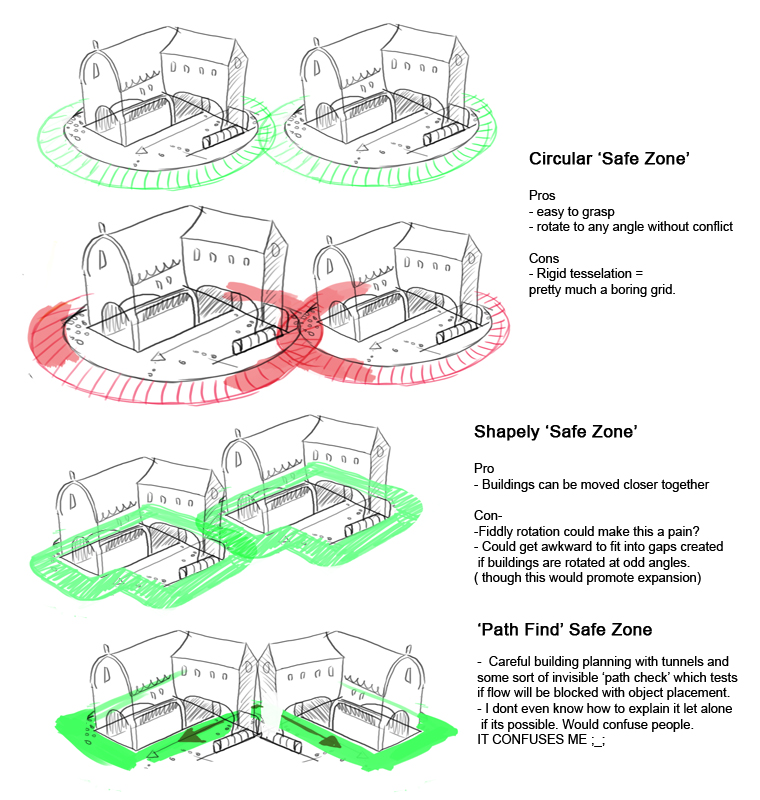 Circular ‘Safe Zone’
Pros
- easy to grasp
- rotate to any angle without conflict
Cons
- Rigid tesselation =
pretty much a boring grid.
Shapely ‘Safe Zone’
Pro
- Buildings can be moved closer together
Con-
-Fiddly rotation could make this a pain?
- Could get awkward to fit into gaps created
if buildings are rotated at odd angles.
( though this would promote expansion)
‘Path Find’ Safe Zone
- Careful building planning with tunnels and
some sort of invisible ‘path check’ which tests
if flow will be blocked with object placement.
- I dont even know how to explain it let alone
if its possible. Would confuse people.
IT CONFUSES ME ;_;